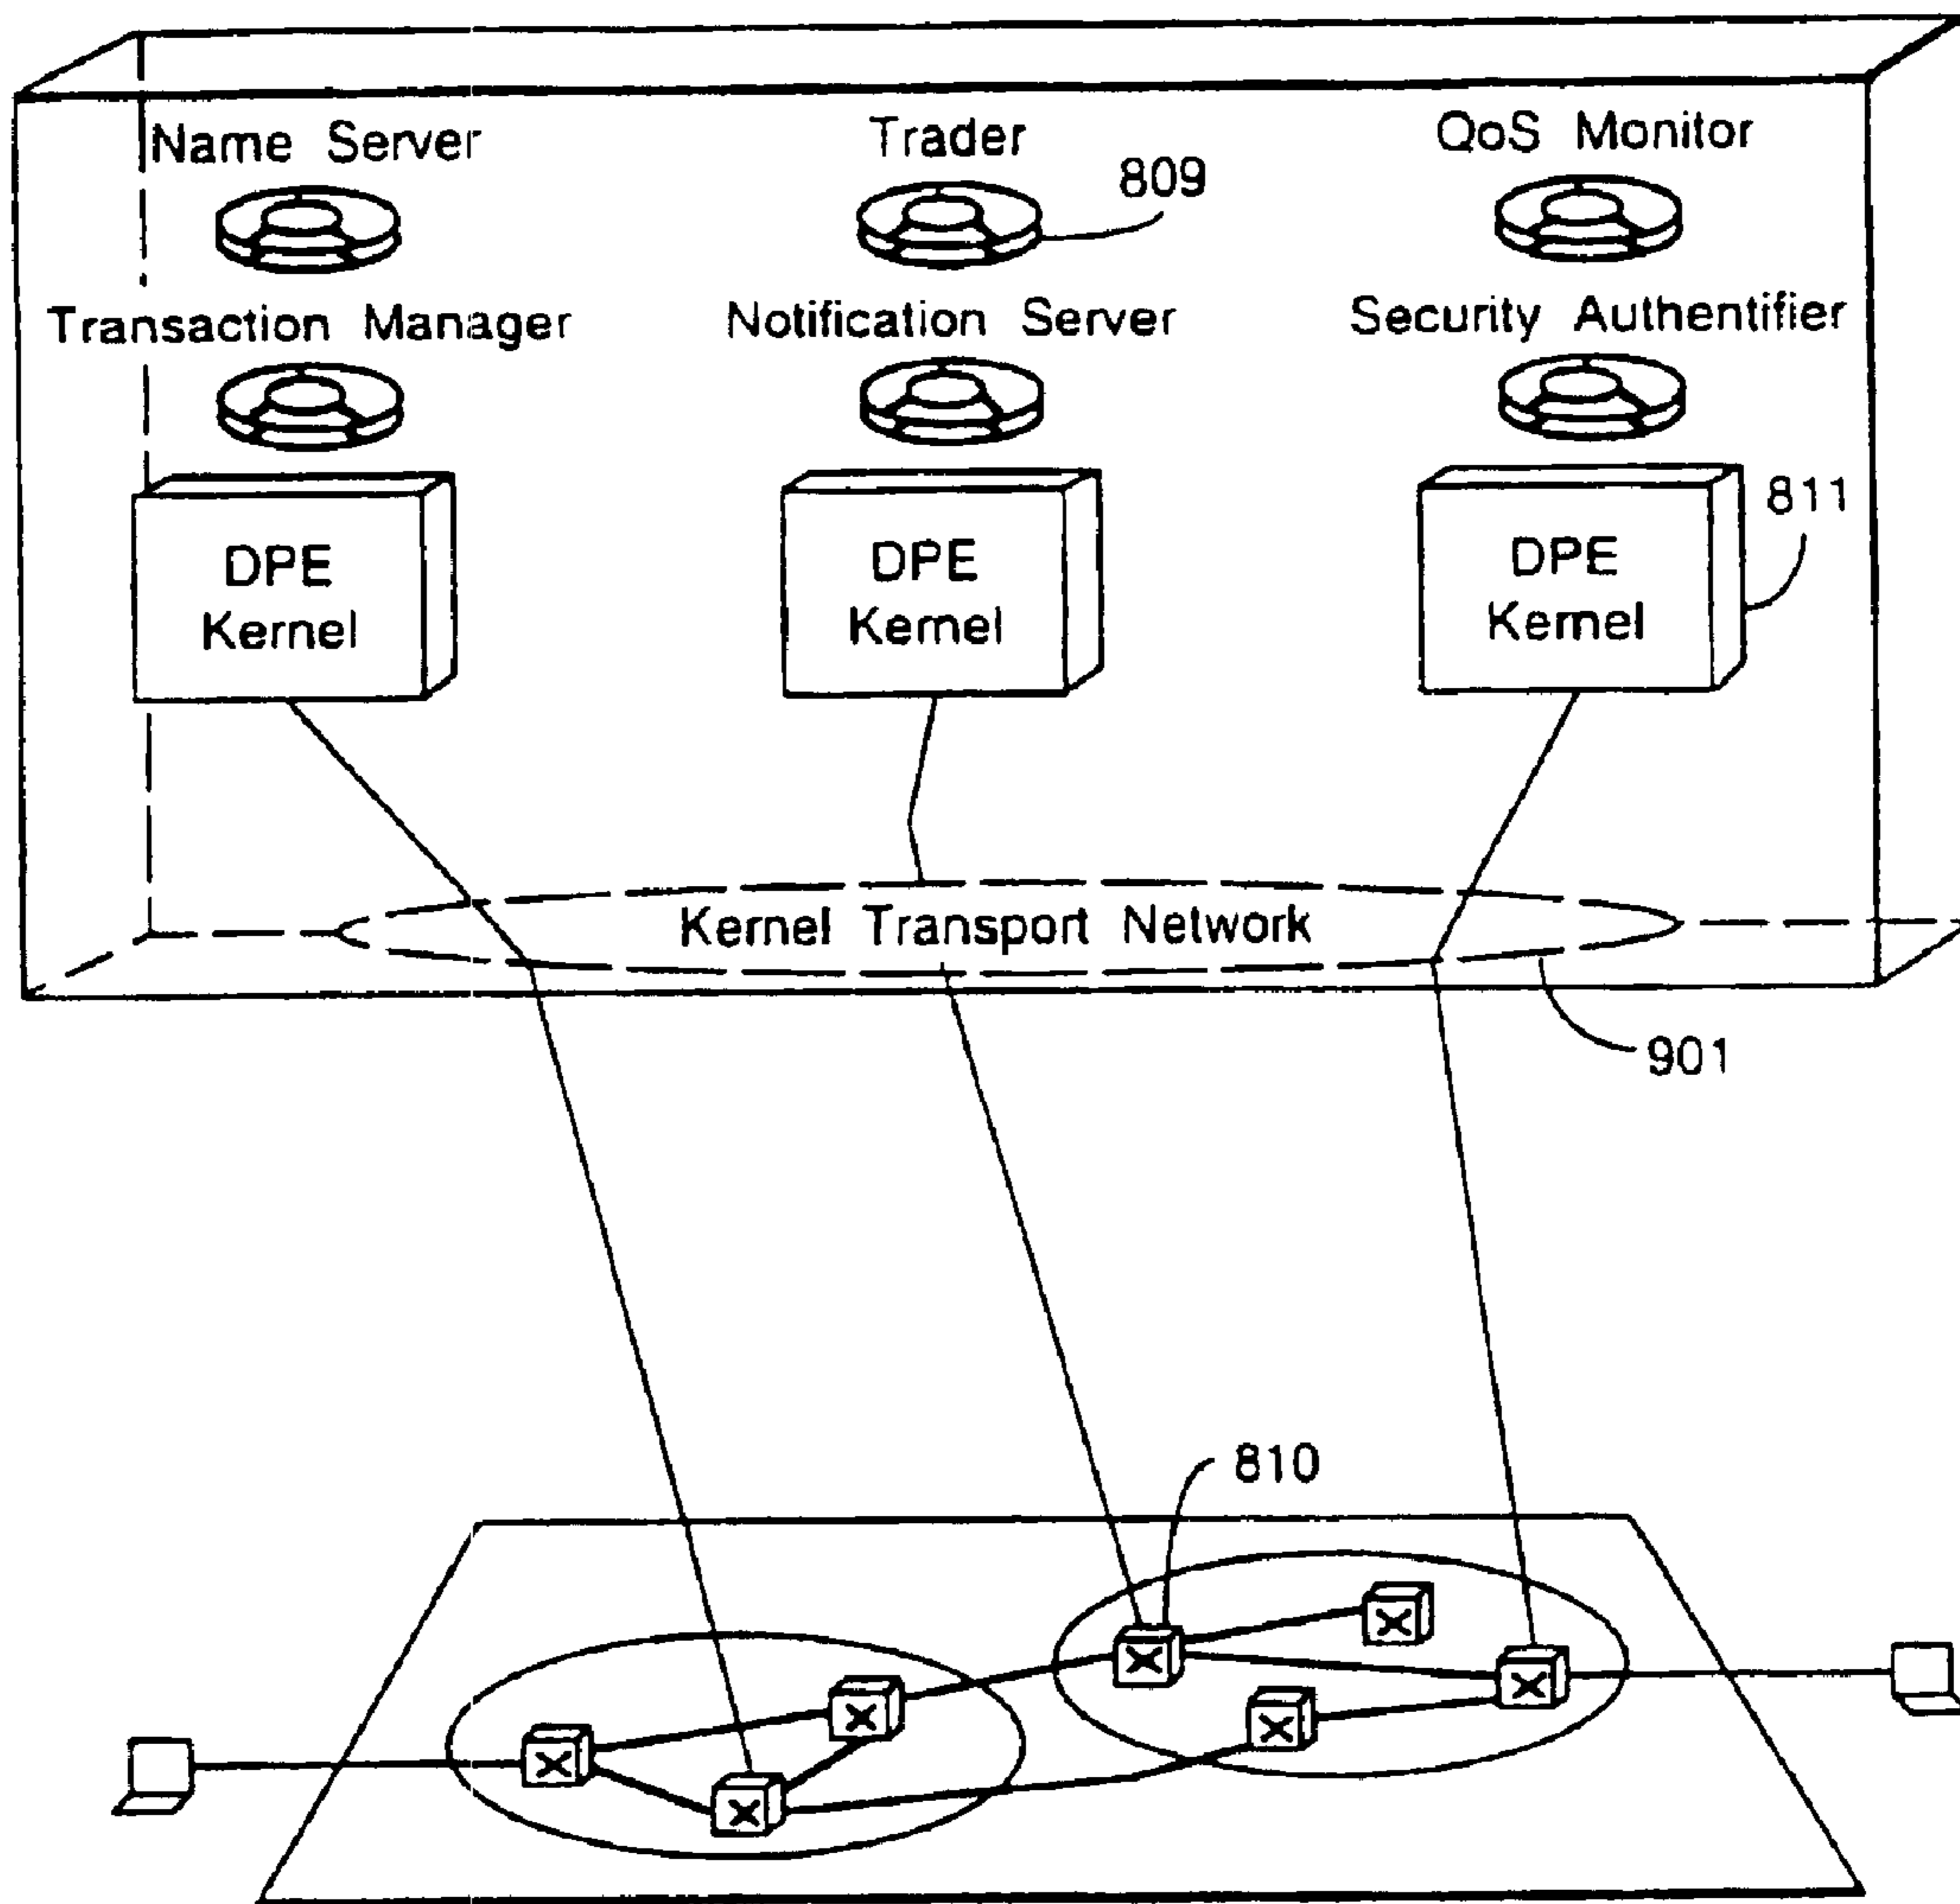 Name Server
Trader
QoS Monitor
809
Transaction Manager
Notification Server
Security Authentifier
811
DPE
Kernel
DPE
Kernel
DPE
Kernel
Kernel Transport Network
901
810